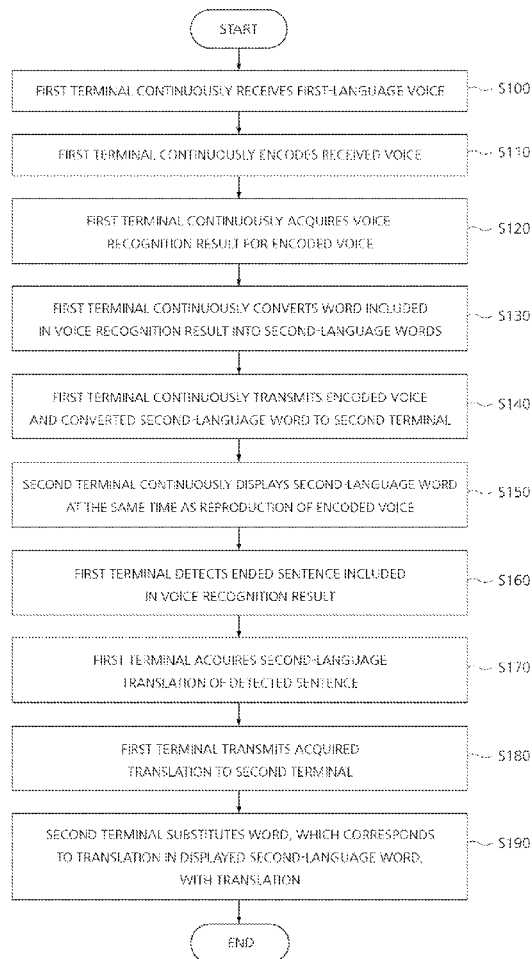 START
FIRST TERMINAL CONTINUOUSLY RECEIVES FIRST-LANGUAGE VOICE
S100
FIRST TERMINAL CONTINUOUSLY ENCODES RECEIVED VOICE
S110
FIRST TERMINAL CONTINUOUSLY ACQUIRES VOICE
RECOGNITION RESULT FOR ENCODED VOICE
S120
FIRST TERMINAL CONTINUOUSLY CONVERTS WORD INCLUDED
IN VOICE RECOGNITION RESULT INTO SECOND-LANGUAGE WORDS
S130
FIRST TERMINAL CONTINUOUSLY TRANSMITS ENCODED VOICE
AND CONVERTED SECOND-LANGUAGE WORD TO SECOND TERMINAL
S140
SECOND TERMINAL CONTINUOUSLY DISPLAYS SECOND-LANGUAGE WORD
AT THE SAME TIME AS REPRODUCTION OF ENCODED VOICE
S150
FIRST TERMINAL DETECTS ENDED SENTENCE INCLUDED
IN VOICE RECOGNITION RESULT
S160
FIRST TERMINAL ACQUIRES SECOND-LANGUAGE
TRANSLATION OF DETECTED SENTENCE
S170
FIRST TERMINAL TRANSMITS ACQUIRED
TRANSLATION TO SECOND TERMINAL
S180
SECOND TERMINAL SUBSTITUTES WORD, WHICH CORRESPONDS
TO TRANSLATION IN DISPLAYED SECOND-LANGUAGE WORD,
WITH TRANSLATION
S190
END